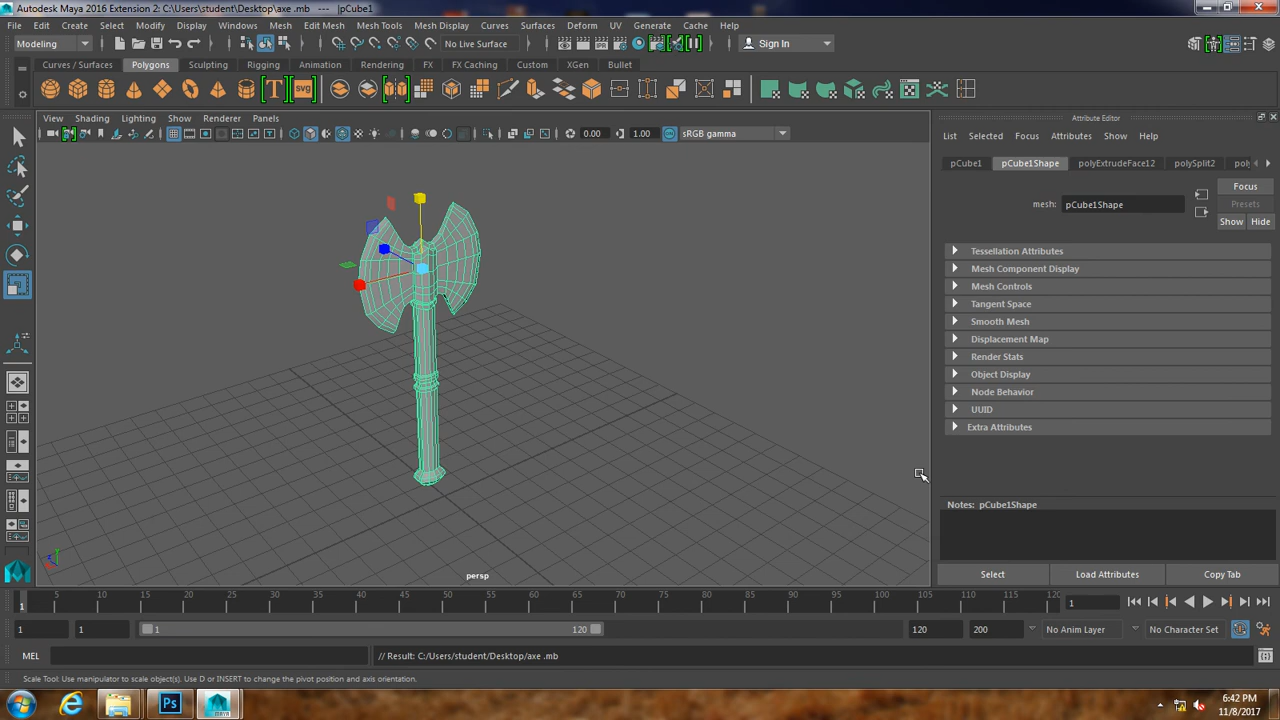 Autodesk Maya 2016 Extension 2: C:\Users\student\Desktop\axe .mb --- |pCube1
File Edit Create Select Modify Display Windows Mesh Edit Mesh Mesh Tools Mesh Display Curves Surfaces Deform UV Generate Cache Help
Modeling No Live Surface Sign In
Curves / Surfaces Polygons Sculpting Rigging Animation Rendering FX FX Caching Custom XGen Bullet
T SVG
View Shading Lighting Show Renderer Panels
0.00 1.00 sRGB gamma
Attribute Editor
List Selected Focus Attributes Show Help
pCube1 pCube1Shape polyExtrudeFace12 polySplit2
Focus
mesh: pCube1Shape Presets
Show Hide
Tessellation Attributes
Mesh Component Display
Mesh Controls
Tangent Space
Smooth Mesh
Displacement Map
Render Stats
Object Display
Node Behavior
UUID
Extra Attributes
Notes: pCube1Shape
Select Load Attributes Copy Tab
persp
1 5 10 15 20 25 30 35 40 45 50 55 60 65 70 75 80 85 90 95 100 105 110 115 120 1
1 1 1 120 120 200 No Anim Layer No Character Set
MEL // Result: C:/Users/student/Desktop/axe .mb
Scale Tool: Use manipulator to scale object(s). Use D or INSERT to change the pivot position and axis orientation.
Ps MAYA 6:42 PM
11/8/2017